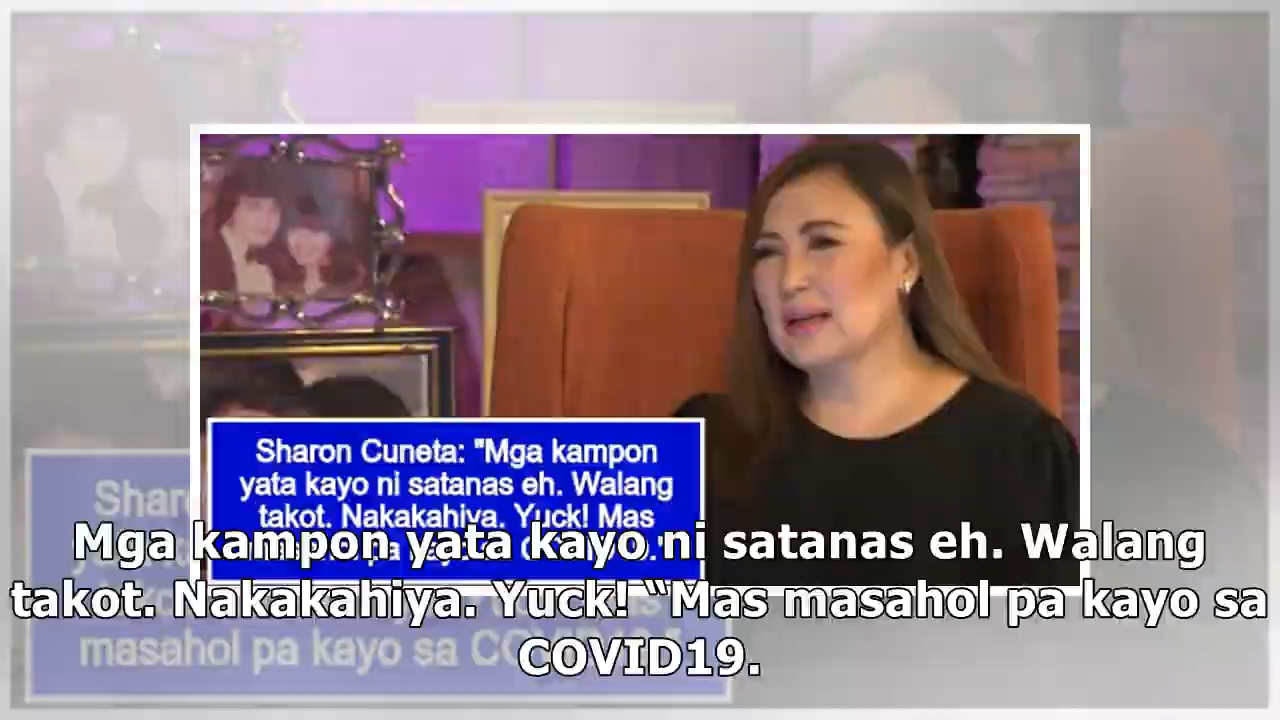 Sharon Cuneta: "Mga kampon
yata kayo ni satanas eh. Walang
takot. Nakakahiya. Yuck! Mas
Mga kampon yata kayo ni satanas eh. Walang
takot. Nakakahiya. Yuck! “Mas masahol pa kayo sa
COVID19.
masahol pa kayo sa